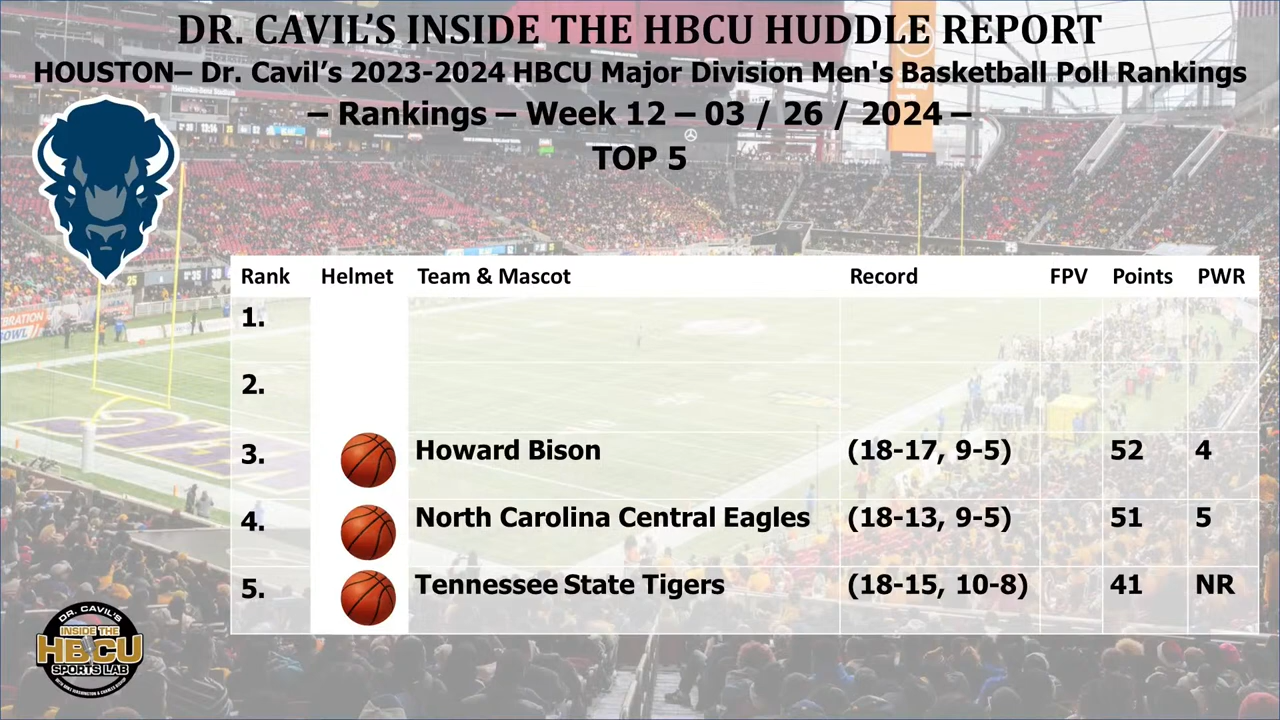 DR. CAVIL’S INSIDE THE HBCU HUDDLE REPORT
HOUSTON– Dr. Cavil’s 2023-2024 HBCU Major Division Men's Basketball Poll Rankings
– Rankings – Week 12 – 03 / 26 / 2024 –
TOP 5
Rank Helmet Team & Mascot Record FPV Points PWR
1.
2.
3. Howard Bison (18-17, 9-5) 52 4
4. North Carolina Central Eagles (18-13, 9-5) 51 5
5. Tennessee State Tigers (18-15, 10-8) 41 NR
DR. CAVIL'S
INSIDE THE
HBCU
SPORTS LAB